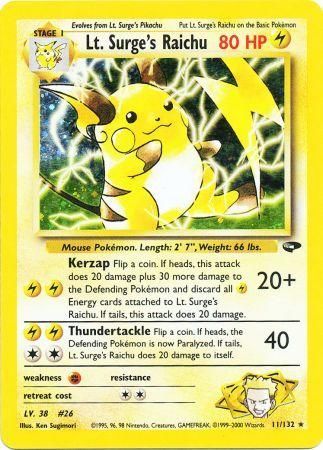 Evolves from Lt. Surge's Pikachu Put Lt. Surge's Raichu on the Basic Pokémon
STAGE 1
Lt. Surge's Raichu 80 HP
Mouse Pokémon. Length: 2' 7", Weight: 66 lbs.
Kerzap Flip a coin. If heads, this attack
does 20 damage plus 30 more damage to
the Defending Pokémon and discard all
Energy cards attached to Lt. Surge's
Raichu. If tails, this attack does 20 damage.
20+
Thundertackle Flip a coin. If heads, the
Defending Pokémon is now Paralyzed. If tails,
Lt. Surge's Raichu does 20 damage to itself.
40
weakness resistance
retreat cost
LV. 38 #26
Illus. Ken Sugimori ©1995, 96, 98 Nintendo, Creatures, GAMEFREAK. ©1999-2000 Wizards. 11/132 ★